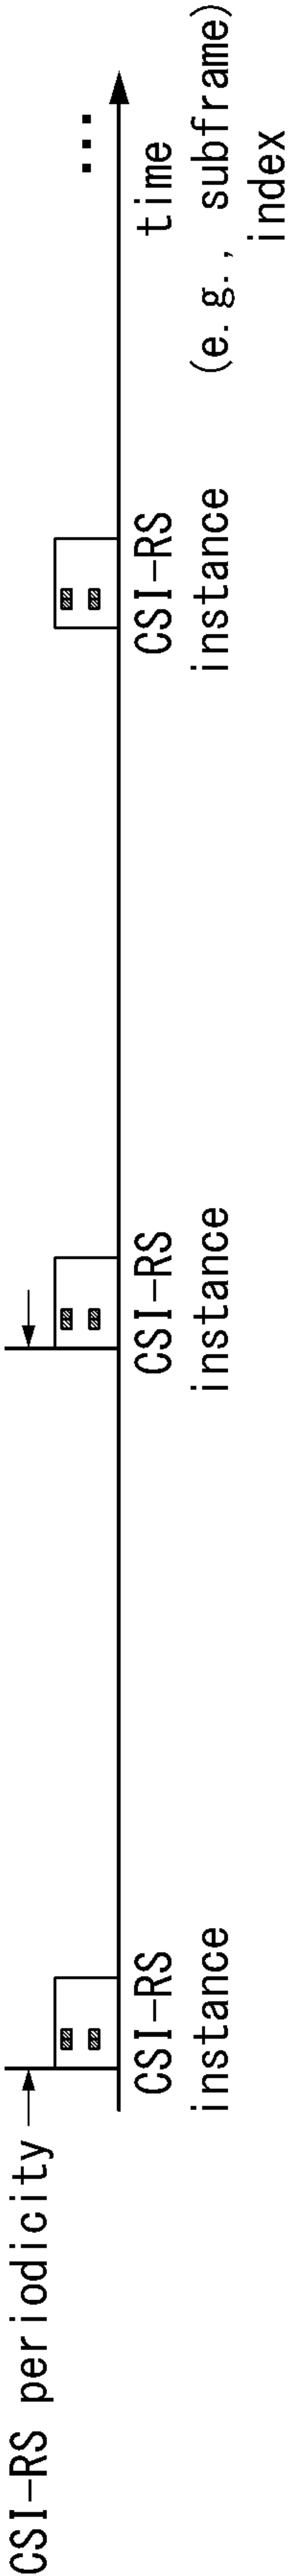 CSI-RS periodicity
CSI-RS
instance
CSI-RS
instance
CSI-RS
instance
time
(e.g., subframe)
index